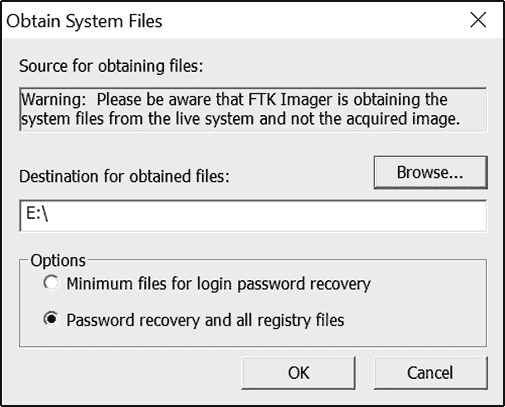 Obtain System Files
Source for obtaining files:
Warning:  Please be aware that FTK Imager is obtaining the
system files from the live system and not the acquired image.
Destination for obtained files:
Browse...
E:\
Options
Minimum files for login password recovery
Password recovery and all registry files
OK
Cancel